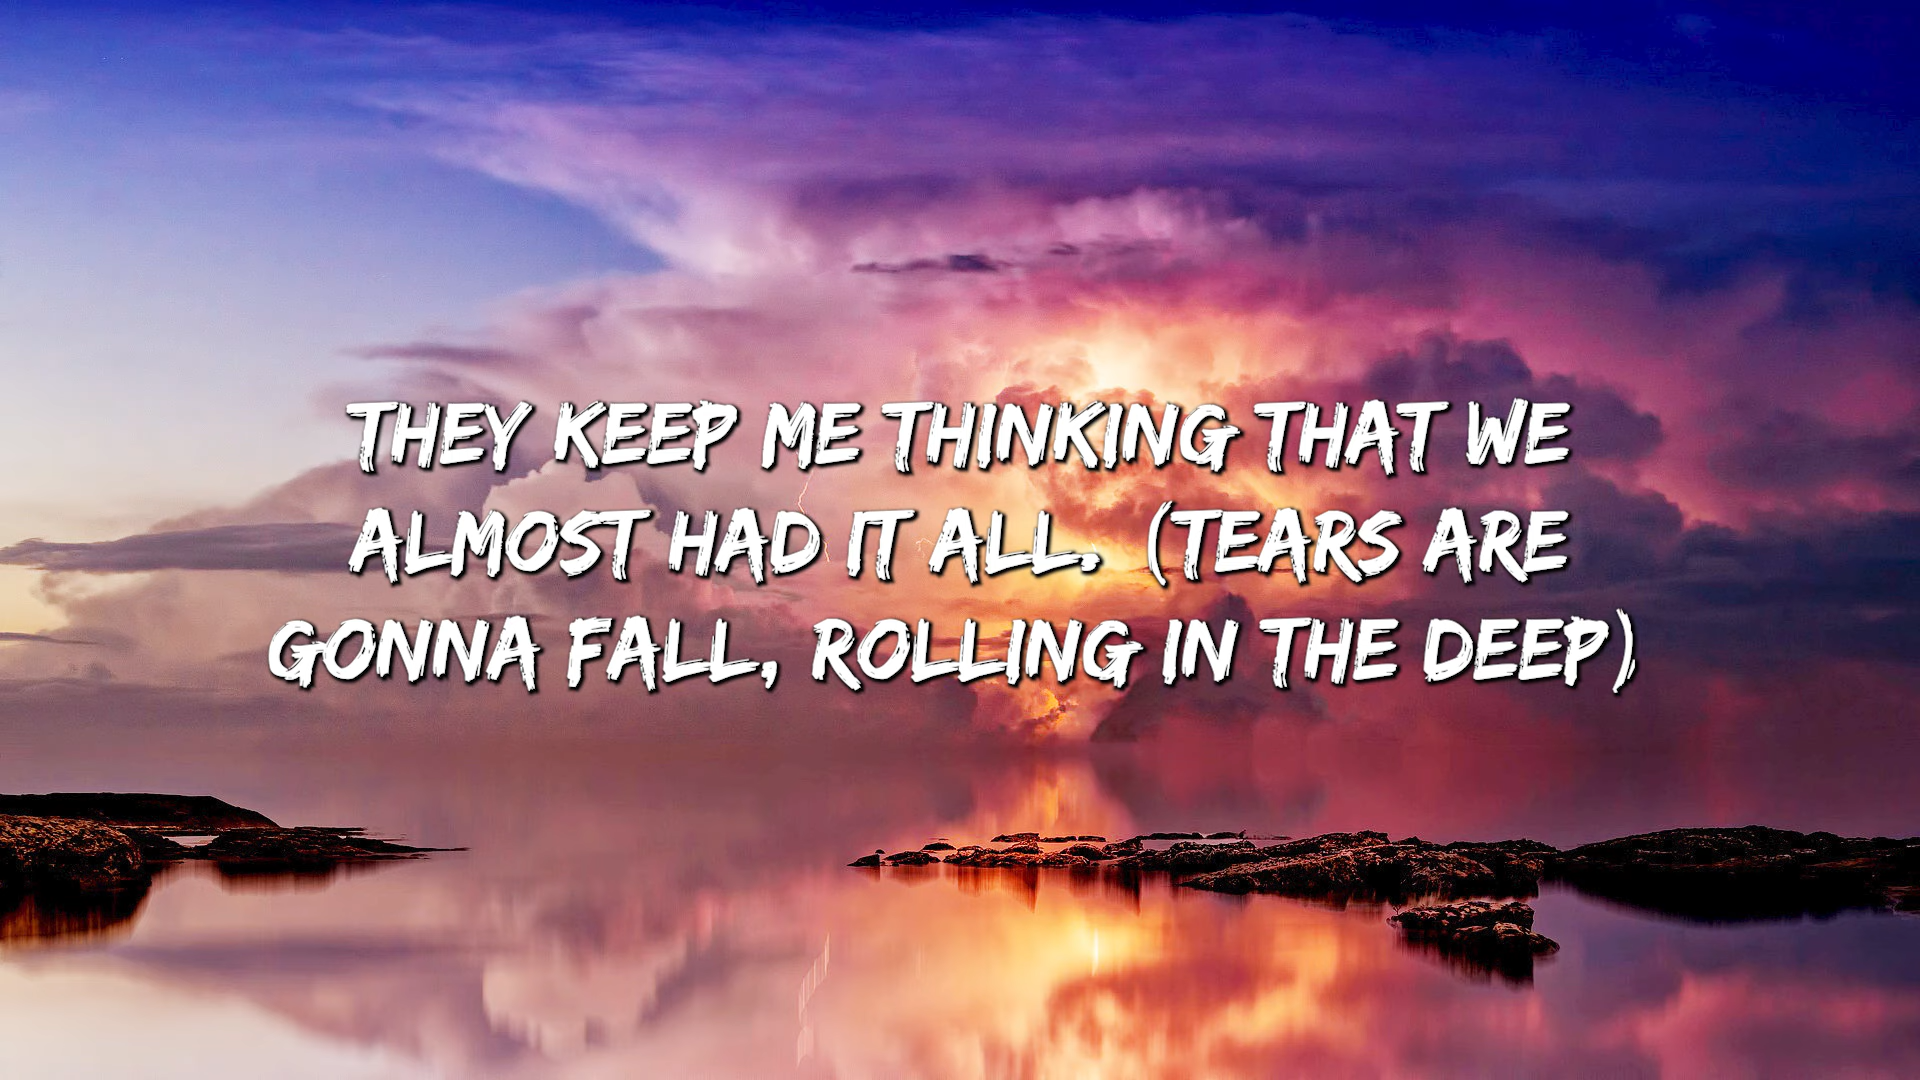 THEY KEEP ME THINKING THAT WE
ALMOST HAD IT ALL. (TEARS ARE
GONNA FALL, ROLLING IN THE DEEP)